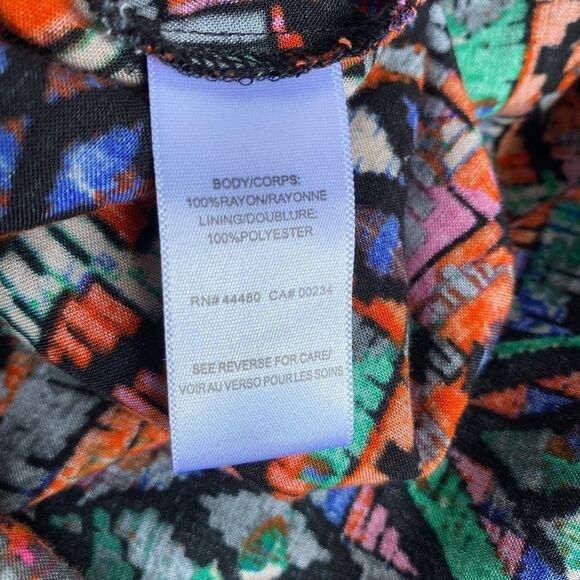 BODY/CORPS:
100%RAYON/RAYONNE
LINING/DOUBLURE:
100%POLYESTER
RN# 44480 CA# 00234
SEE REVERSE FOR CARE/
VOIR AU VERSO POUR LES SOINS